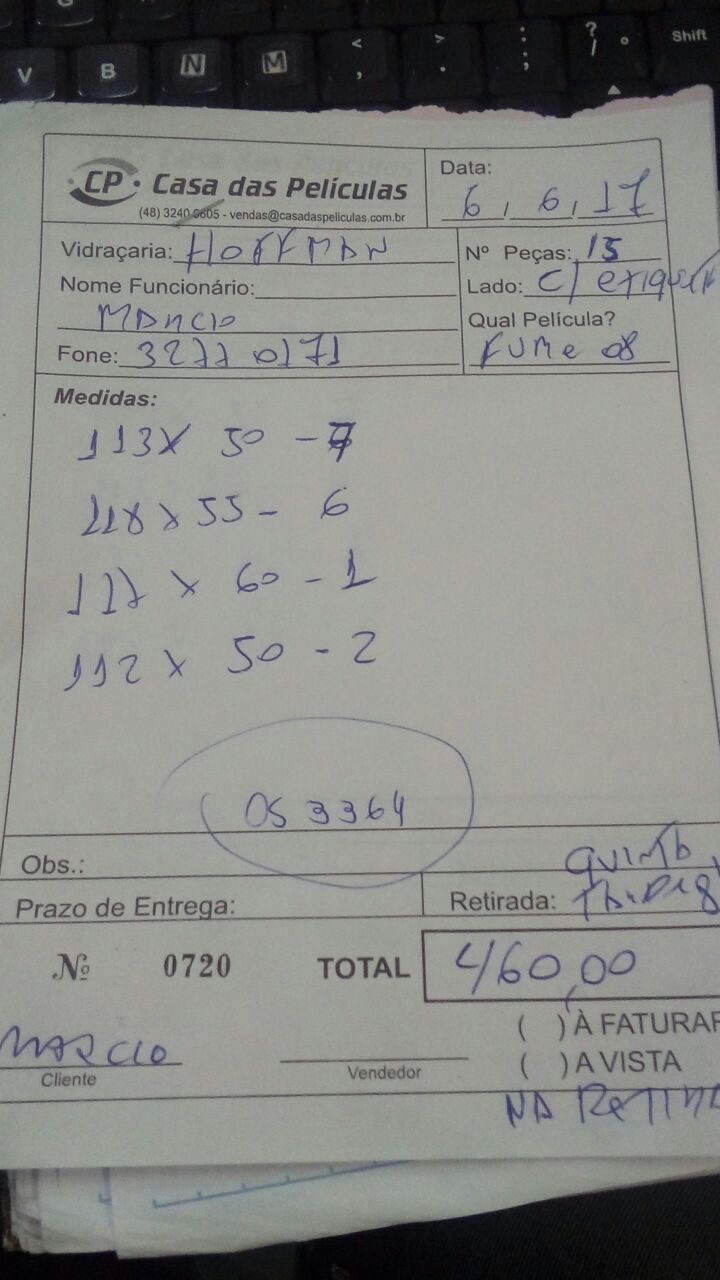 V B N M < , > . : ; ? / ° Shift
CP · Casa das Películas
(48) 3240 0605 - vendas@casadaspeliculas.com.br
Data:
6, 6, 17
Vidraçaria: HOFFMAN
Nº Peças: 15
Nome Funcionário:
Lado: C/
MARCIO
Qual Película?
Fone: 3277 0171
FUMe 08
Medidas:
113 X 50 - 7
118 X 55 - 6
117 X 60 - 1
112 X 50 - 2
OS 3364
Obs.:
Prazo de Entrega:
Retirada:
Nº 0720 TOTAL 460,00
( ) À FATURAR
MARCIO
( ) A VISTA
Cliente
Vendedor
NA